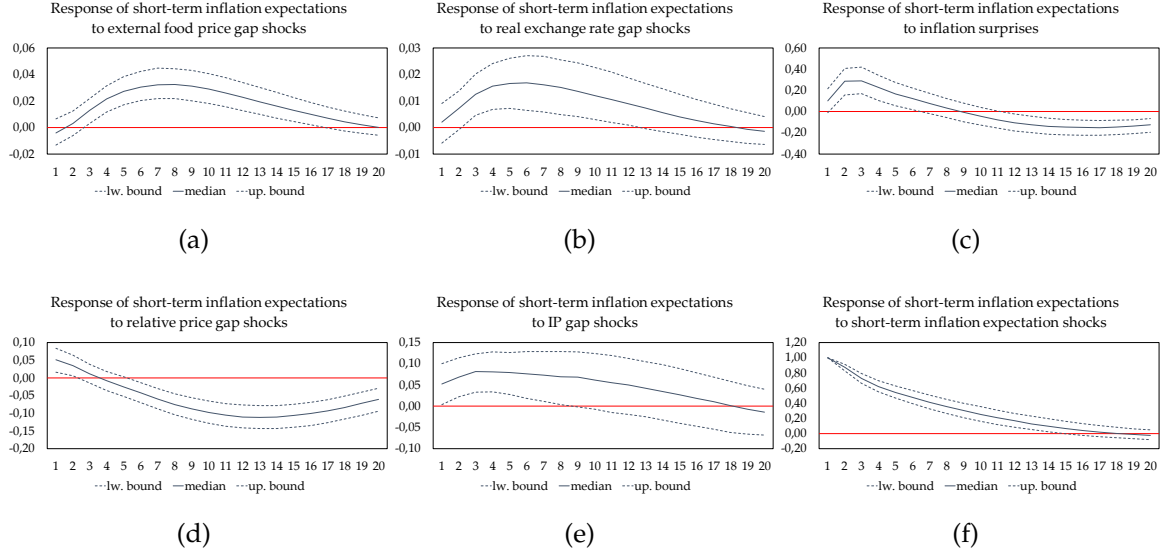 Response of short-term inflation expectations
to external food price gap shocks
0,06
0,04
0,02
0,00
-0,02
1 2 3 4 5 6 7 8 9 10 11 12 13 14 15 16 17 18 19 20
lw. bound median up. bound
(a)
Response of short-term inflation expectations
to real exchange rate gap shocks
0,03
0,02
0,01
0,00
-0,01
1 2 3 4 5 6 7 8 9 10 11 12 13 14 15 16 17 18 19 20
lw. bound median up. bound
(b)
Response of short-term inflation expectations
to inflation surprises
0,60
0,40
0,20
0,00
-0,20
-0,40
1 2 3 4 5 6 7 8 9 10 11 12 13 14 15 16 17 18 19 20
lw. bound median up. bound
(c)
Response of short-term inflation expectations
to relative price gap shocks
0,10
0,05
0,00
-0,05
-0,10
-0,15
-0,20
1 2 3 4 5 6 7 8 9 10 11 12 13 14 15 16 17 18 19 20
lw. bound median up. bound
(d)
Response of short-term inflation expectations
to IP gap shocks
0,15
0,10
0,05
0,00
-0,05
-0,10
1 2 3 4 5 6 7 8 9 10 11 12 13 14 15 16 17 18 19 20
lw. bound median up. bound
(e)
Response of short-term inflation expectations
to short-term inflation expectation shocks
1,20
1,00
0,80
0,60
0,40
0,20
0,00
-0,20
1 2 3 4 5 6 7 8 9 10 11 12 13 14 15 16 17 18 19 20
lw. bound median up. bound
(f)